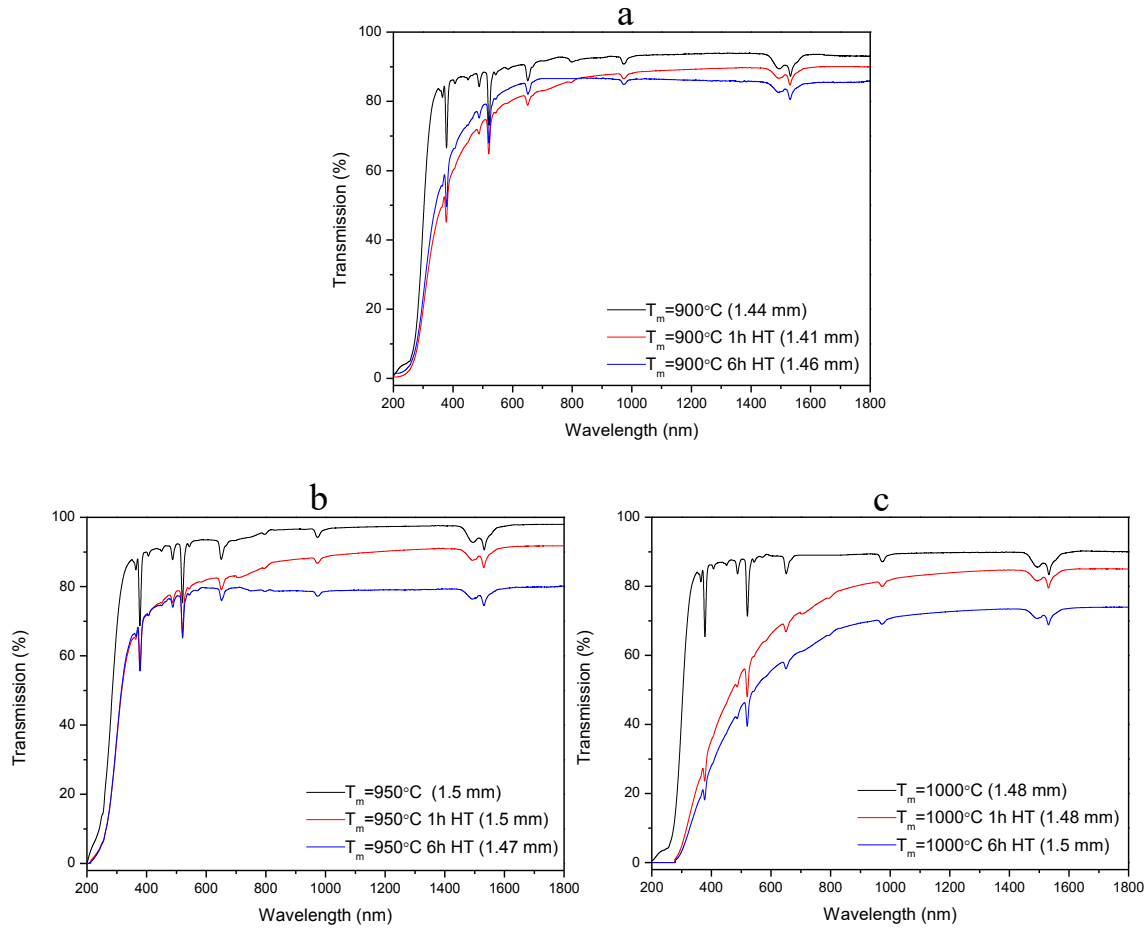 a
100
80
60
40
20
0
Transmission (%)
200 400 600 800 1000 1200 1400 1600 1800
Wavelength (nm)
Tm=900°C (1.44 mm)
Tm=900°C 1h HT (1.41 mm)
Tm=900°C 6h HT (1.46 mm)
b
100
80
60
40
20
0
Transmission (%)
200 400 600 800 1000 1200 1400 1600 1800
Wavelength (nm)
Tm=950°C (1.5 mm)
Tm=950°C 1h HT (1.5 mm)
Tm=950°C 6h HT (1.47 mm)
c
100
80
60
40
20
0
Transmission (%)
200 400 600 800 1000 1200 1400 1600 1800
Wavelength (nm)
Tm=1000°C (1.48 mm)
Tm=1000°C 1h HT (1.48 mm)
Tm=1000°C 6h HT (1.5 mm)